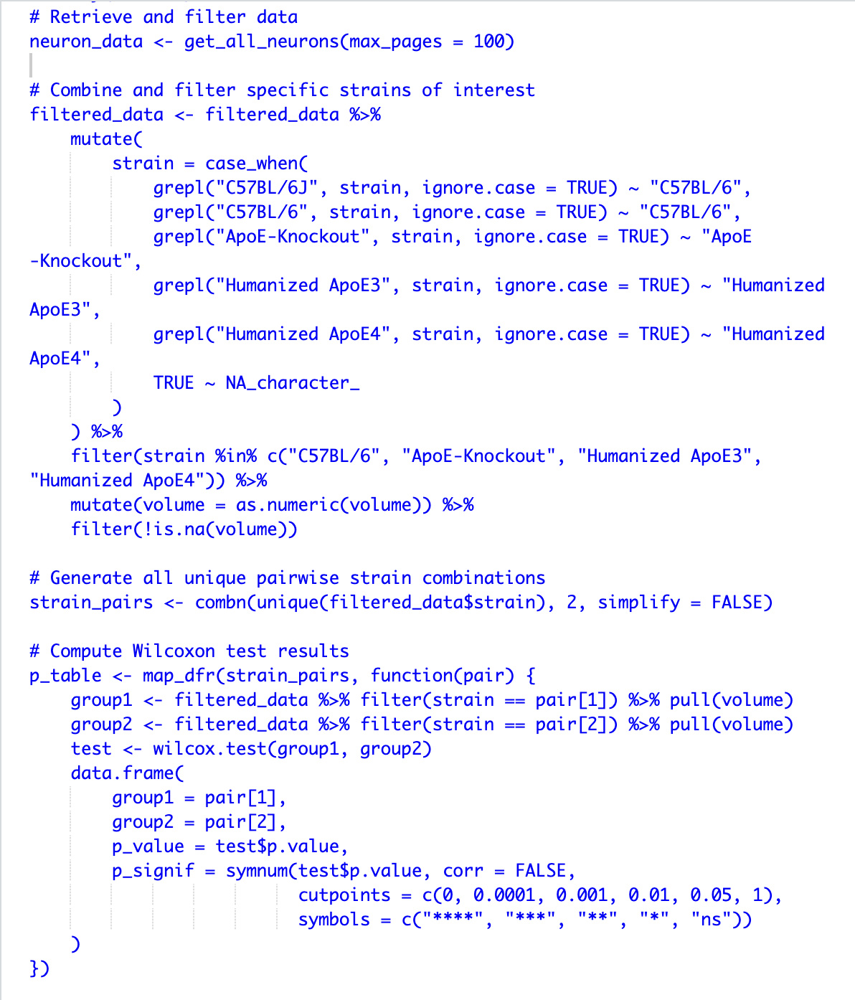 # Retrieve and filter data
neuron_data <- get_all_neurons(max_pages = 100)
# Combine and filter specific strains of interest
filtered_data <- filtered_data %>%
    mutate(
        strain = case_when(
            grepl("C57BL/6J", strain, ignore.case = TRUE) ~ "C57BL/6",
            grepl("C57BL/6", strain, ignore.case = TRUE) ~ "C57BL/6",
            grepl("ApoE-Knockout", strain, ignore.case = TRUE) ~ "ApoE
-Knockout",
            grepl("Humanized ApoE3", strain, ignore.case = TRUE) ~ "Humanized
ApoE3",
            grepl("Humanized ApoE4", strain, ignore.case = TRUE) ~ "Humanized
ApoE4",
            TRUE ~ NA_character_
        )
    ) %>%
    filter(strain %in% c("C57BL/6", "ApoE-Knockout", "Humanized ApoE3",
"Humanized ApoE4")) %>%
    mutate(volume = as.numeric(volume)) %>%
    filter(!is.na(volume))
# Generate all unique pairwise strain combinations
strain_pairs <- combn(unique(filtered_data$strain), 2, simplify = FALSE)
# Compute Wilcoxon test results
p_table <- map_dfr(strain_pairs, function(pair) {
    group1 <- filtered_data %>% filter(strain == pair[1]) %>% pull(volume)
    group2 <- filtered_data %>% filter(strain == pair[2]) %>% pull(volume)
    test <- wilcox.test(group1, group2)
    data.frame(
        group1 = pair[1],
        group2 = pair[2],
        p_value = test$p.value,
        p_signif = symnum(test$p.value, corr = FALSE,
                          cutpoints = c(0, 0.0001, 0.001, 0.01, 0.05, 1),
                          symbols = c("****", "***", "**", "*", "ns"))
    )
})